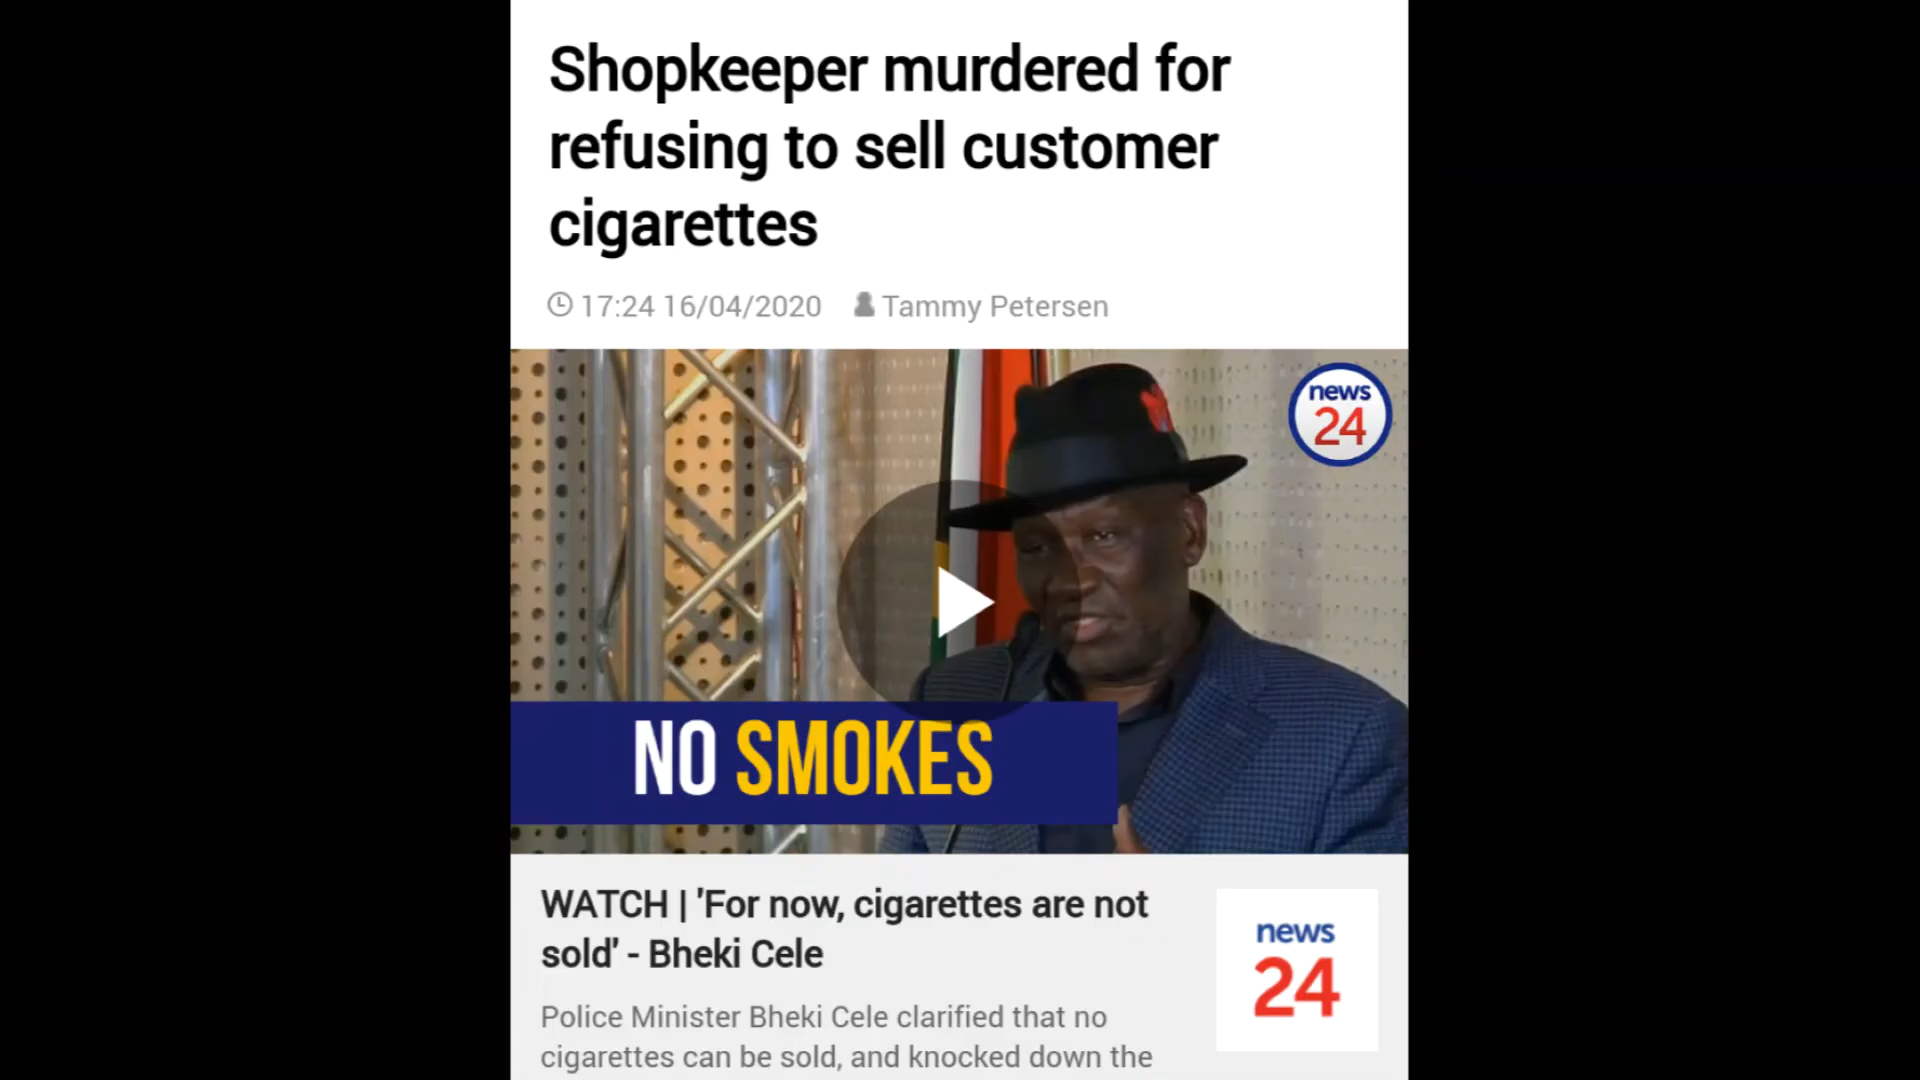 Shopkeeper murdered for
refusing to sell customer
cigarettes
17:24 16/04/2020 Tammy Petersen
news
24
NO SMOKES
WATCH | 'For now, cigarettes are not
sold' - Bheki Cele
news
24
Police Minister Bheki Cele clarified that no
cigarettes can be sold, and knocked down the